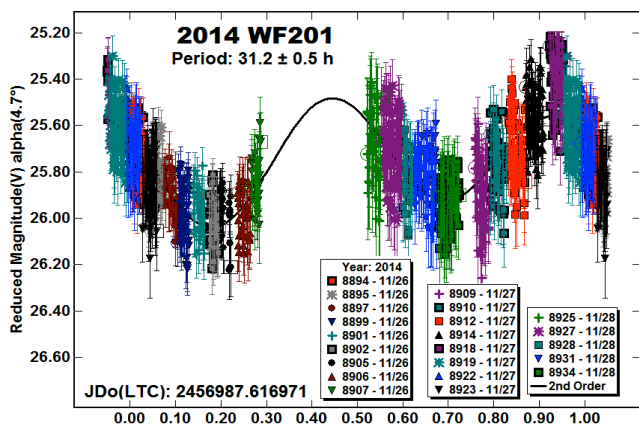 2014 WF201
Period: 31.2 ± 0.5 h
Reduced Magnitude(V) alpha(4.7°)
25.20
25.40
25.60
25.80
26.00
26.20
26.40
26.60
Year: 2014
8894 - 11/26
8895 - 11/26
8897 - 11/26
8899 - 11/26
8901 - 11/26
8902 - 11/26
8905 - 11/26
8906 - 11/26
8907 - 11/26
8909 - 11/27
8910 - 11/27
8912 - 11/27
8914 - 11/27
8918 - 11/27
8919 - 11/27
8922 - 11/27
8923 - 11/27
8925 - 11/28
8927 - 11/28
8928 - 11/28
8931 - 11/28
8934 - 11/28
2nd Order
JDo(LTC): 2456987.616971
0.00 0.10 0.20 0.30 0.40 0.50 0.60 0.70 0.80 0.90 1.00